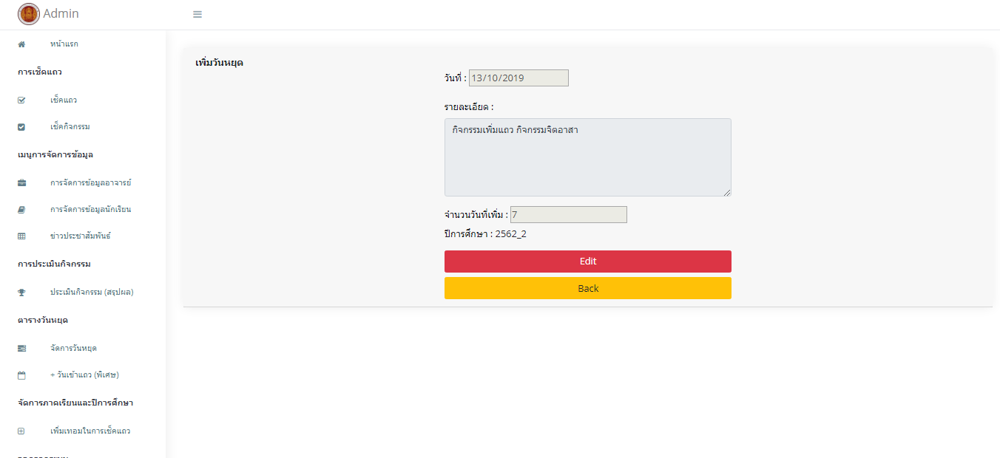 Admin
หน้าแรก
การเช็คแถว
เช็คแถว
เช็คกิจกรรม
เมนูการจัดการข้อมูล
การจัดการข้อมูลอาจารย์
การจัดการข้อมูลนักเรียน
ข่าวประชาสัมพันธ์
การประเมินกิจกรรม
ประเมินกิจกรรม (สรุปผล)
ตารางวันหยุด
จัดการวันหยุด
+ วันเข้าแถว (พิเศษ)
จัดการภาคเรียนและปีการศึกษา
เพิ่มเทอมในการเช็คแถว
เพิ่มวันหยุด
วันที่ : 13/10/2019
รายละเอียด :
กิจกรรมเพิ่มแถว กิจกรรมจิตอาสา
จำนวนวันที่เพิ่ม : 7
ปีการศึกษา : 2562_2
Edit
Back